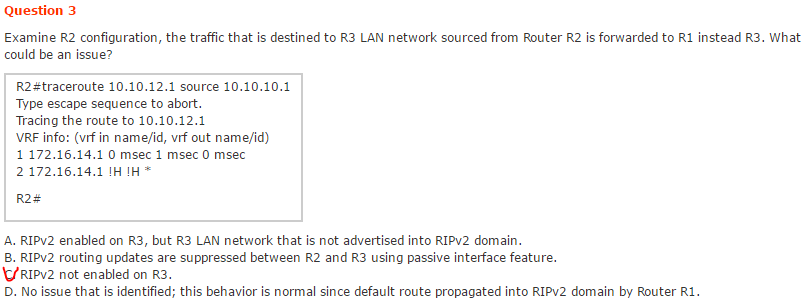 Question 3
Examine R2 configuration, the traffic that is destined to R3 LAN network sourced from Router R2 is forwarded to R1 instead R3. What
could be an issue?
R2#traceroute 10.10.12.1 source 10.10.10.1
Type escape sequence to abort.
Tracing the route to 10.10.12.1
VRF info: (vrf in name/id, vrf out name/id)
1 172.16.14.1 0 msec 1 msec 0 msec
2 172.16.14.1 !H !H *
R2#
A. RIPv2 enabled on R3, but R3 LAN network that is not advertised into RIPv2 domain.
B. RIPv2 routing updates are suppressed between R2 and R3 using passive interface feature.
C. RIPv2 not enabled on R3.
D. No issue that is identified; this behavior is normal since default route propagated into RIPv2 domain by Router R1.